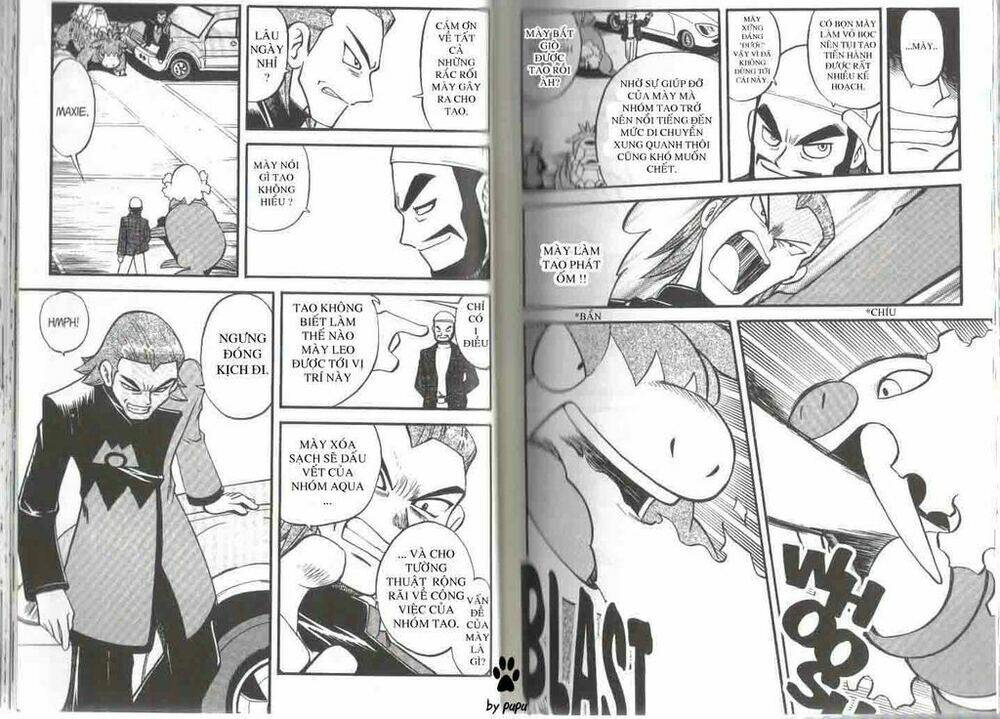 MAXIE.
LÂU
NGÀY
NHỈ ?
CÁM ƠN
VỀ TẤT
CẢ
NHỮNG
RẮC RỐI
MÀY GÂY
RA CHO
TAO.
MÀY NÓI
GÌ TAO
KHÔNG
HIỂU ?
HMPH!
NGƯNG
ĐÓNG
KỊCH ĐI.
TAO KHÔNG
BIẾT LÀM
THẾ NÀO
MÀY LEO
ĐƯỢC TỚI VỊ
TRÍ NÀY
CHỈ
CÓ
1
ĐIỀU
MÀY XÓA
SẠCH SẼ DẤU
VẾT CỦA
NHÓM AQUA
...
... VÀ CHO
TƯỜNG
THUẬT RỘNG
RÃI VỀ CÔNG
VIỆC CỦA
NHÓM TAO.
VẤN
ĐỀ
CỦA
MÀY
LÀ
GÌ?
MÀY BẮT
GIỜ
ĐƯỢC
TAO RỒI
ÀH?
NHỜ SỰ GIÚP ĐỠ
CỦA MÀY MÀ
NHÓM TAO TRỞ
NÊN NỔI TIẾNG ĐẾN
MỨC DI CHUYỂN
XUNG QUANH THÔI
CŨNG KHÓ MUỐN
CHẾT.
MÀY
XỨNG
ĐÁNG
"ĐƯỢC"
VẬY VÌ ĐÃ
KHÔNG
ĐỤNG TỚI
CÁI NÀY.
CÓ BỌN MÀY
LÀM VỎ BỌC
NÊN TỤI TAO
TIẾN HÀNH
ĐƯỢC RẤT
NHIỀU KẾ
HOẠCH.
...MÀY..
MÀY LÀM
TAO PHÁT
ỐM !!
*BẮN
*CHÍU
BLAST
WHOOSH
by papa